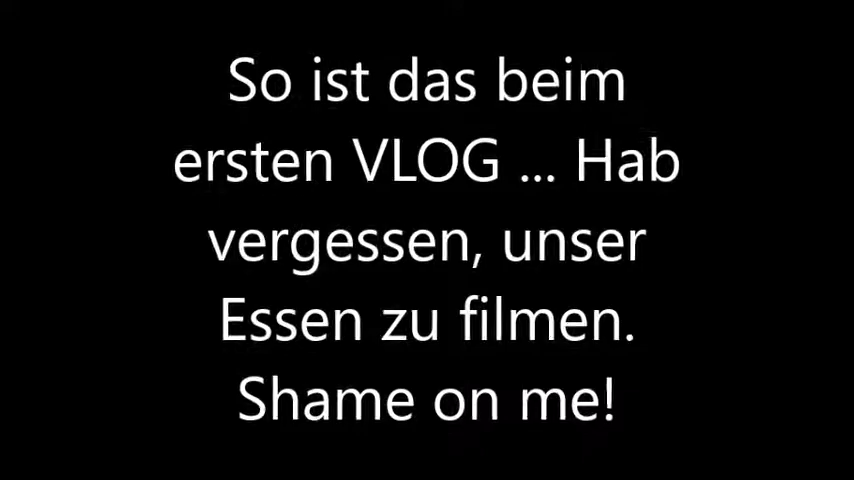 So ist das beim
ersten VLOG ... Hab
vergessen, unser
Essen zu filmen.
Shame on me!